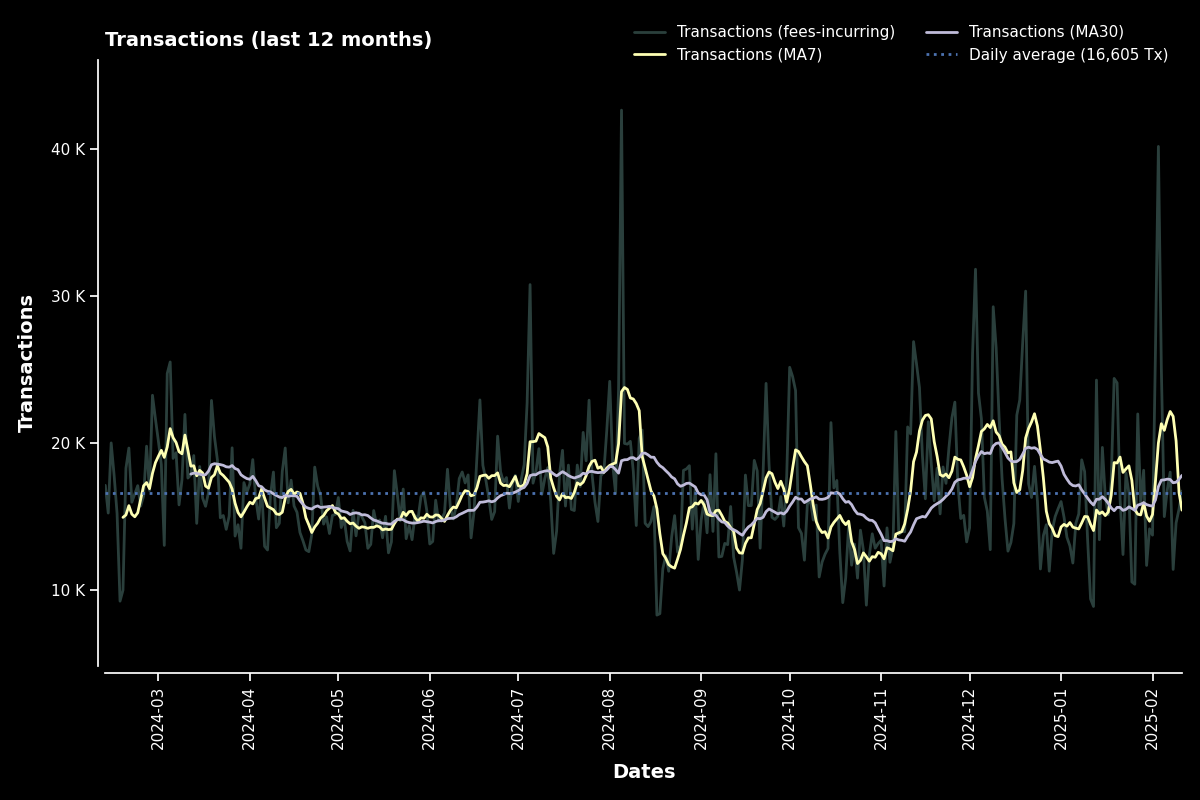 Transactions (last 12 months)
Transactions (fees-incurring)
Transactions (MA7)
Transactions (MA30)
Daily average (16,605 Tx)
Transactions
40 K
30 K
20 K
10 K
2024-03
2024-04
2024-05
2024-06
2024-07
2024-08
2024-09
2024-10
2024-11
2024-12
2025-01
2025-02
Dates